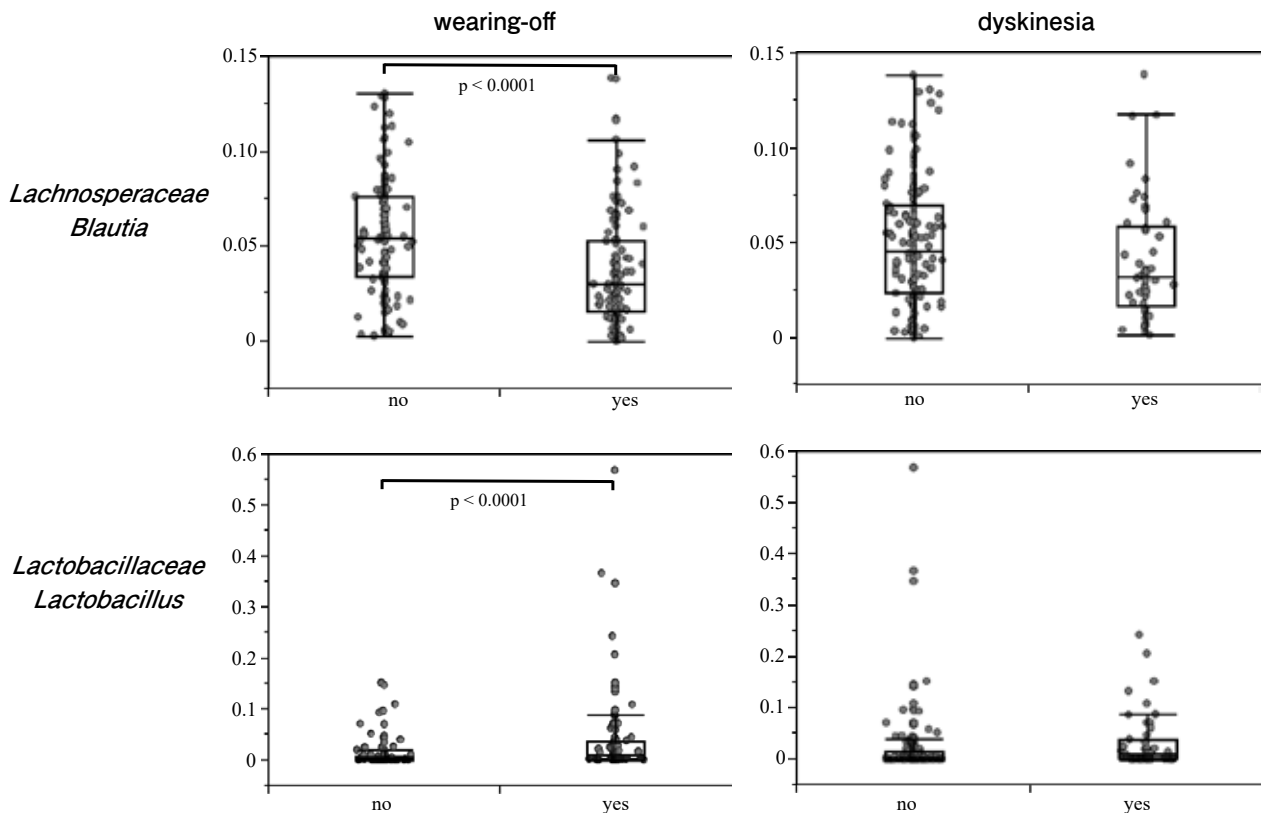 wearing-off
dyskinesia
Lachnosperaceae
Blautia
0.15
0.10
0.05
0
p < 0.0001
no
yes
0.15
0.10
0.05
0
no
yes
Lactobacillaceae
Lactobacillus
0.6
0.5
0.4
0.3
0.2
0.1
0
p < 0.0001
no
yes
0.6
0.5
0.4
0.3
0.2
0.1
0
no
yes